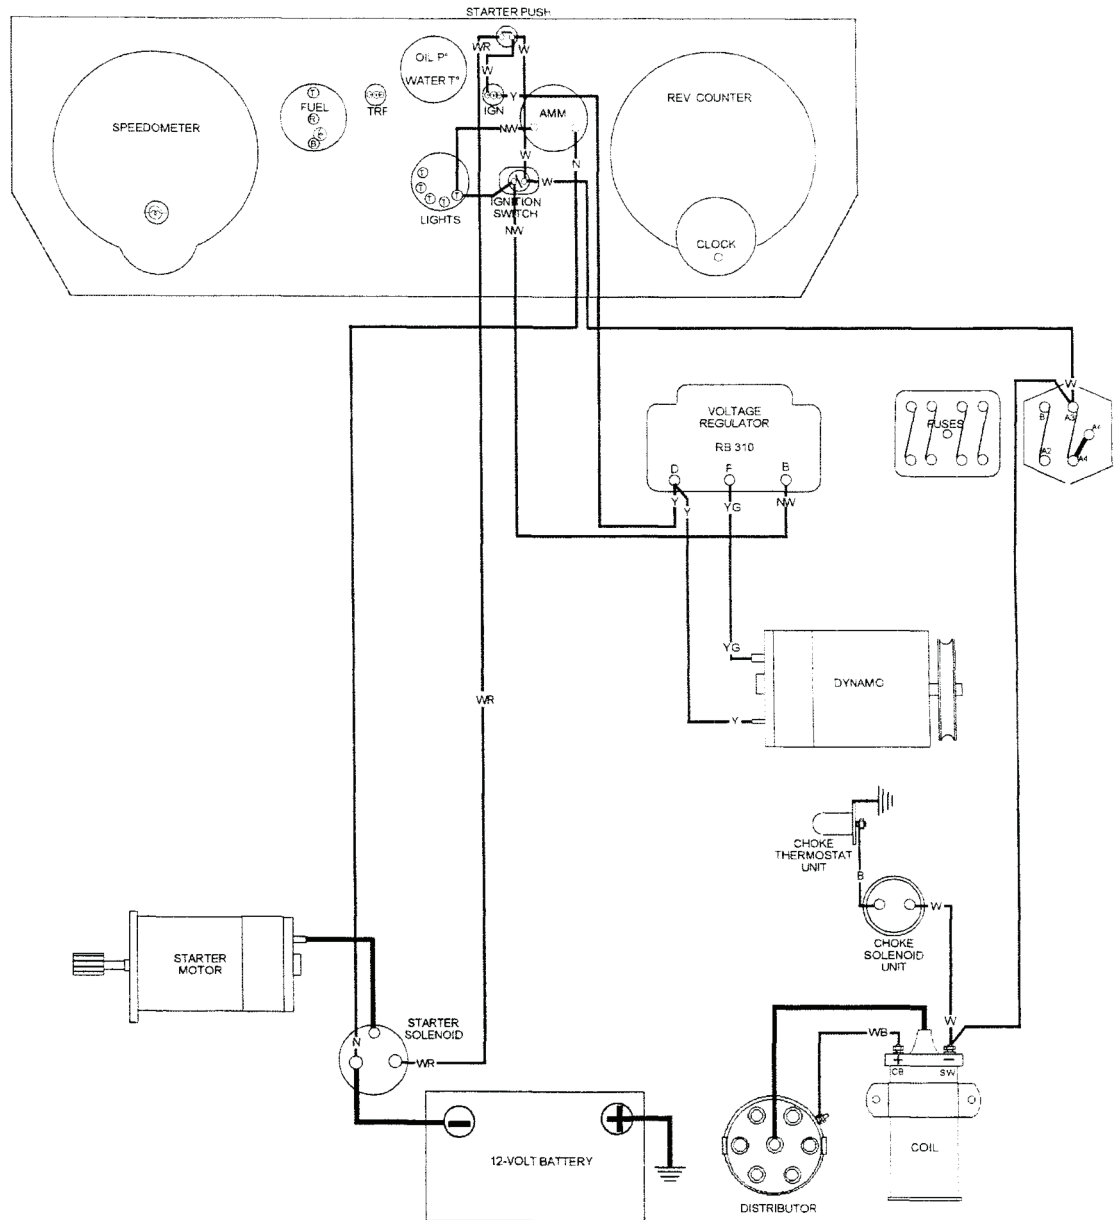 STARTER PUSH
WR
W
W
OIL P°
WATER T°
T
FUEL
R
B
TRF
IGN
Y
AMM
REV COUNTER
SPEEDOMETER
NW
N
W
T
T
T
T
T
W
LIGHTS
IGNITION
SWITCH
NW
CLOCK
W
VOLTAGE
REGULATOR
RB 310
D
F
B
Y
Y
YG
NW
FUSES
B
A3
A4
A2
A4
YG
Y
DYNAMO
WR
CHOKE
THERMOSTAT
UNIT
B
W
CHOKE
SOLENOID
UNIT
STARTER
MOTOR
STARTER
SOLENOID
N
WR
W
WB
+
−
CB
SW
COIL
−
+
12-VOLT BATTERY
DISTRIBUTOR